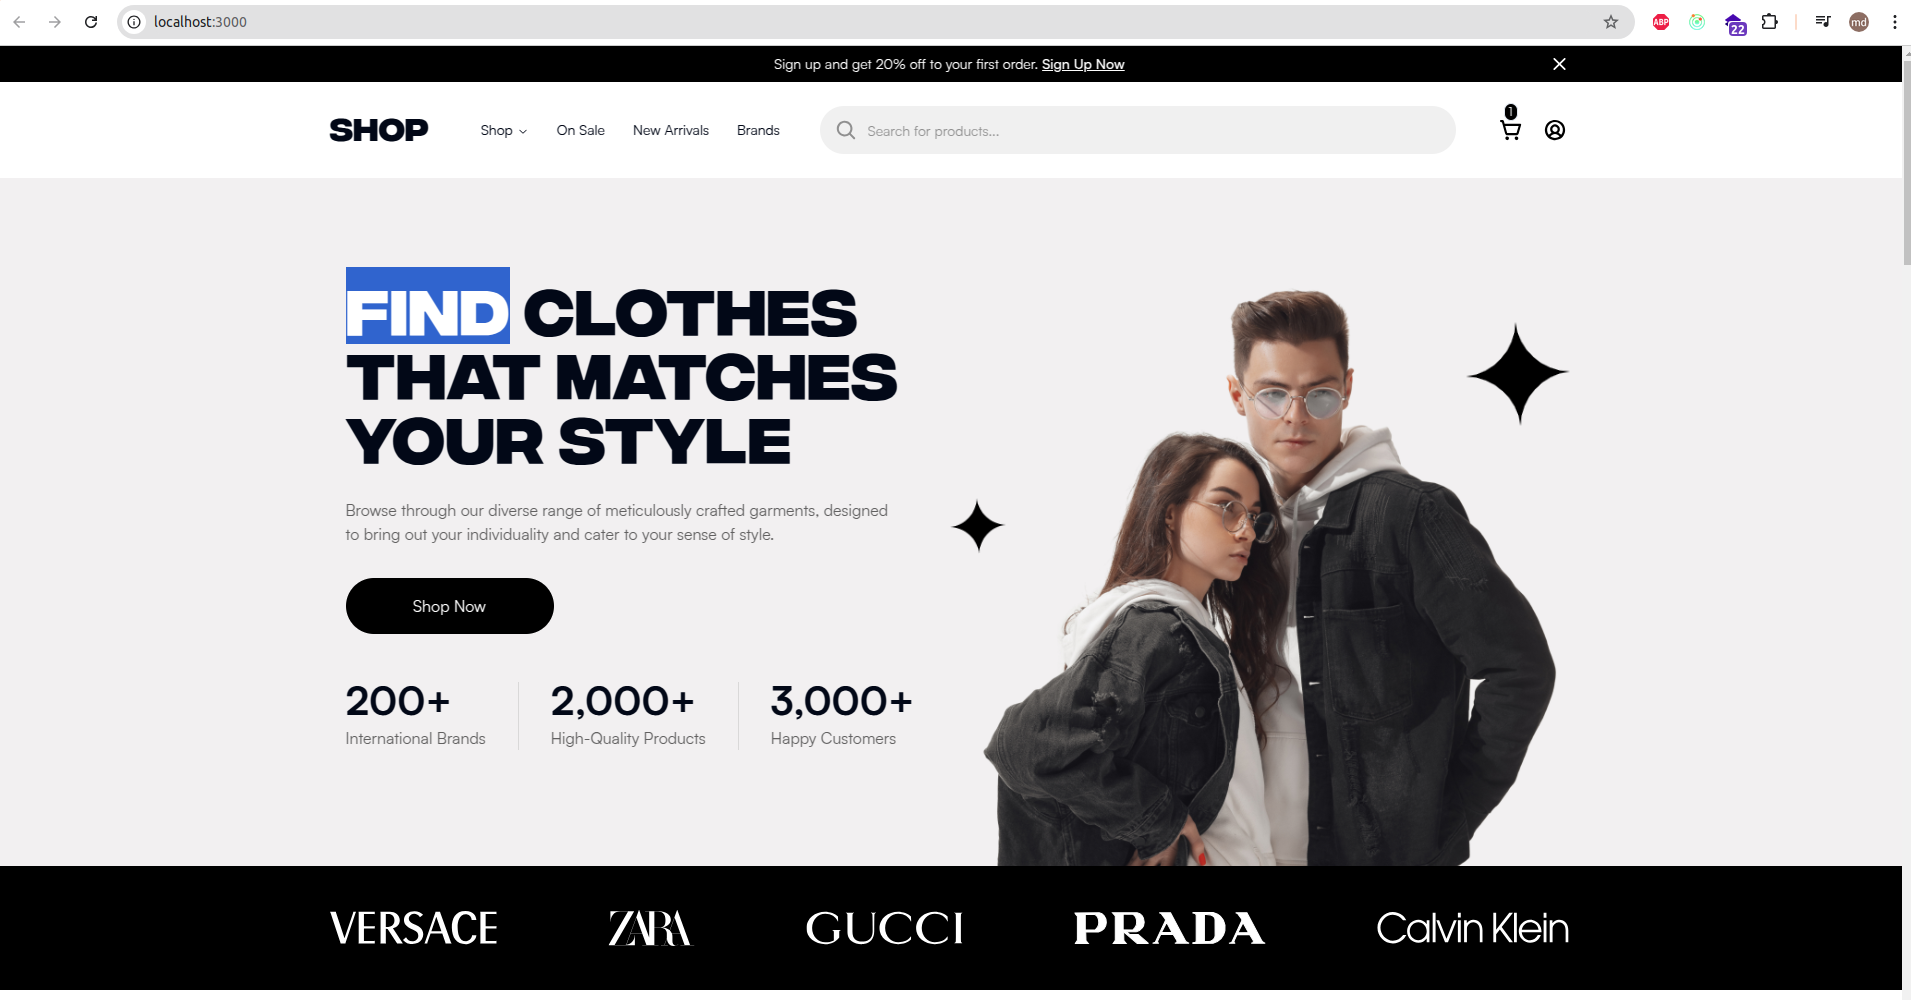 localhost:3000
ABP
22
md
Sign up and get 20% off to your first order. Sign Up Now
SHOP
Shop
On Sale
New Arrivals
Brands
Search for products...
1
FIND CLOTHES
THAT MATCHES
YOUR STYLE
Browse through our diverse range of meticulously crafted garments, designed
to bring out your individuality and cater to your sense of style.
Shop Now
200+
International Brands
2,000+
High-Quality Products
3,000+
Happy Customers
VERSACE
ZARA
GUCCI
PRADA
Calvin Klein